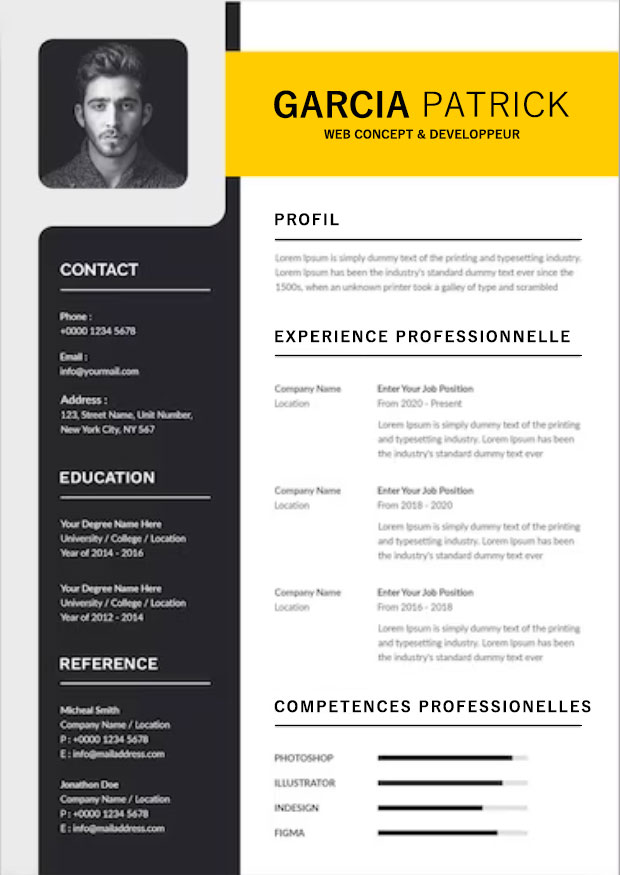 GARCIA PATRICK
WEB CONCEPT & DEVELOPPEUR
CONTACT
Phone :
+0000 1234 5678
Email :
info@yourmail.com
Address :
123, Street Name, Unit Number,
New York City, NY 567
EDUCATION
Your Degree Name Here
University / College / Location
Year of 2014 - 2016
Your Degree Name Here
University / College / Location
Year of 2012 - 2014
REFERENCE
Micheal Smith
Company Name / Location
P : +0000 1234 5678
E : info@mailaddress.com
Jonathon Doe
Company Name / Location
P : +0000 1234 5678
E : info@mailaddress.com
PROFIL
Lorem Ipsum is simply dummy text of the printing and typesetting industry.
Lorem Ipsum has been the industry's standard dummy text ever since the
1500s, when an unknown printer took a galley of type and scrambled
EXPERIENCE PROFESSIONNELLE
Company Name
Location
Enter Your Job Position
From 2020 - Present
Lorem Ipsum is simply dummy text of the printing
and typesetting industry. Lorem Ipsum has been
the industry's standard dummy text ever
Company Name
Location
Enter Your Job Position
From 2018 - 2020
Lorem Ipsum is simply dummy text of the printing
and typesetting industry. Lorem Ipsum has been
the industry's standard dummy text ever
Company Name
Location
Enter Your Job Position
From 2016 - 2018
Lorem Ipsum is simply dummy text of the printing
and typesetting industry. Lorem Ipsum has been
the industry's standard dummy text ever
COMPETENCES PROFESSIONELLES
PHOTOSHOP
ILLUSTRATOR
INDESIGN
FIGMA